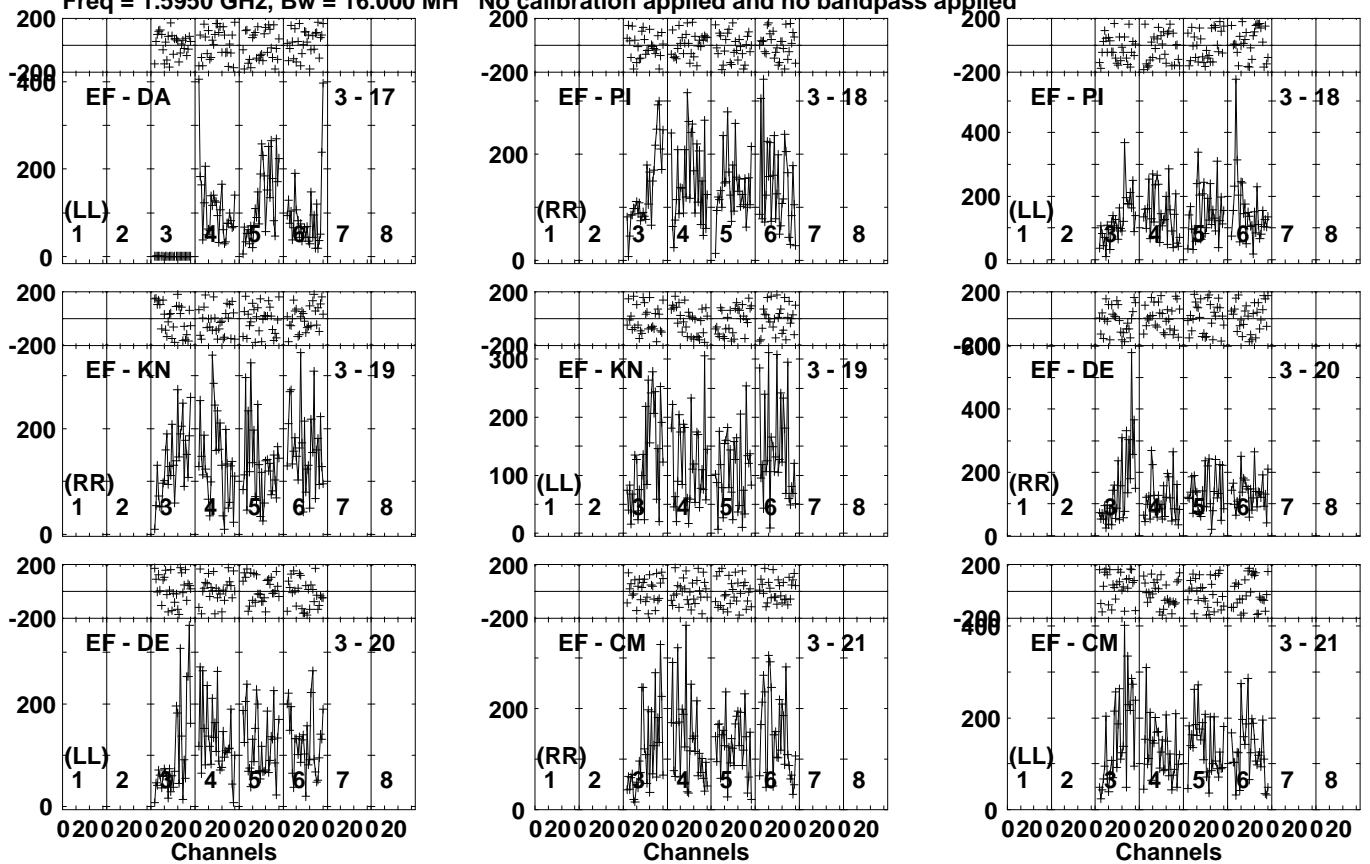 Freq = 1.5950 GHz, Bw = 16.000 MH No calibration applied and no bandpass applied
200
-200
400
200
0
EF - DA 3 - 17
(LL)
1 2 3 4 5 6 7 8
200
-200
200
0
EF - PI 3 - 18
(RR)
1 2 3 4 5 6 7 8
200
-200
400
200
0
EF - PI 3 - 18
(LL)
1 2 3 4 5 6 7 8
200
-200
200
0
EF - KN 3 - 19
(RR)
1 2 3 4 5 6 7 8
200
-200
300
200
100
0
EF - KN 3 - 19
(LL)
1 2 3 4 5 6 7 8
200
-200
600
400
200
0
EF - DE 3 - 20
(RR)
1 2 3 4 5 6 7 8
200
-200
200
0
EF - DE 3 - 20
(LL)
1 2 3 4 5 6 7 8
0 20 0 20 0 20 0 20 0 20 0 20 0 20 0 20
Channels
200
-200
200
0
EF - CM 3 - 21
(RR)
1 2 3 4 5 6 7 8
0 20 0 20 0 20 0 20 0 20 0 20 0 20 0 20
Channels
200
-200
400
200
0
EF - CM 3 - 21
(LL)
1 2 3 4 5 6 7 8
0 20 0 20 0 20 0 20 0 20 0 20 0 20 0 20
Channels